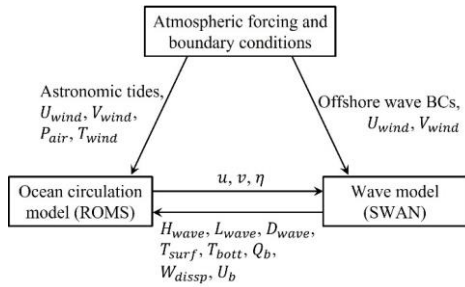 Atmospheric forcing and
boundary conditions
Astronomic tides,
U_wind, V_wind,
P_air, T_wind
Offshore wave BCs,
U_wind, V_wind
Ocean circulation
model (ROMS)
u, v, η
Wave model
(SWAN)
H_wave, L_wave, D_wave,
T_surf, T_bott, Q_b,
W_dissp, U_b